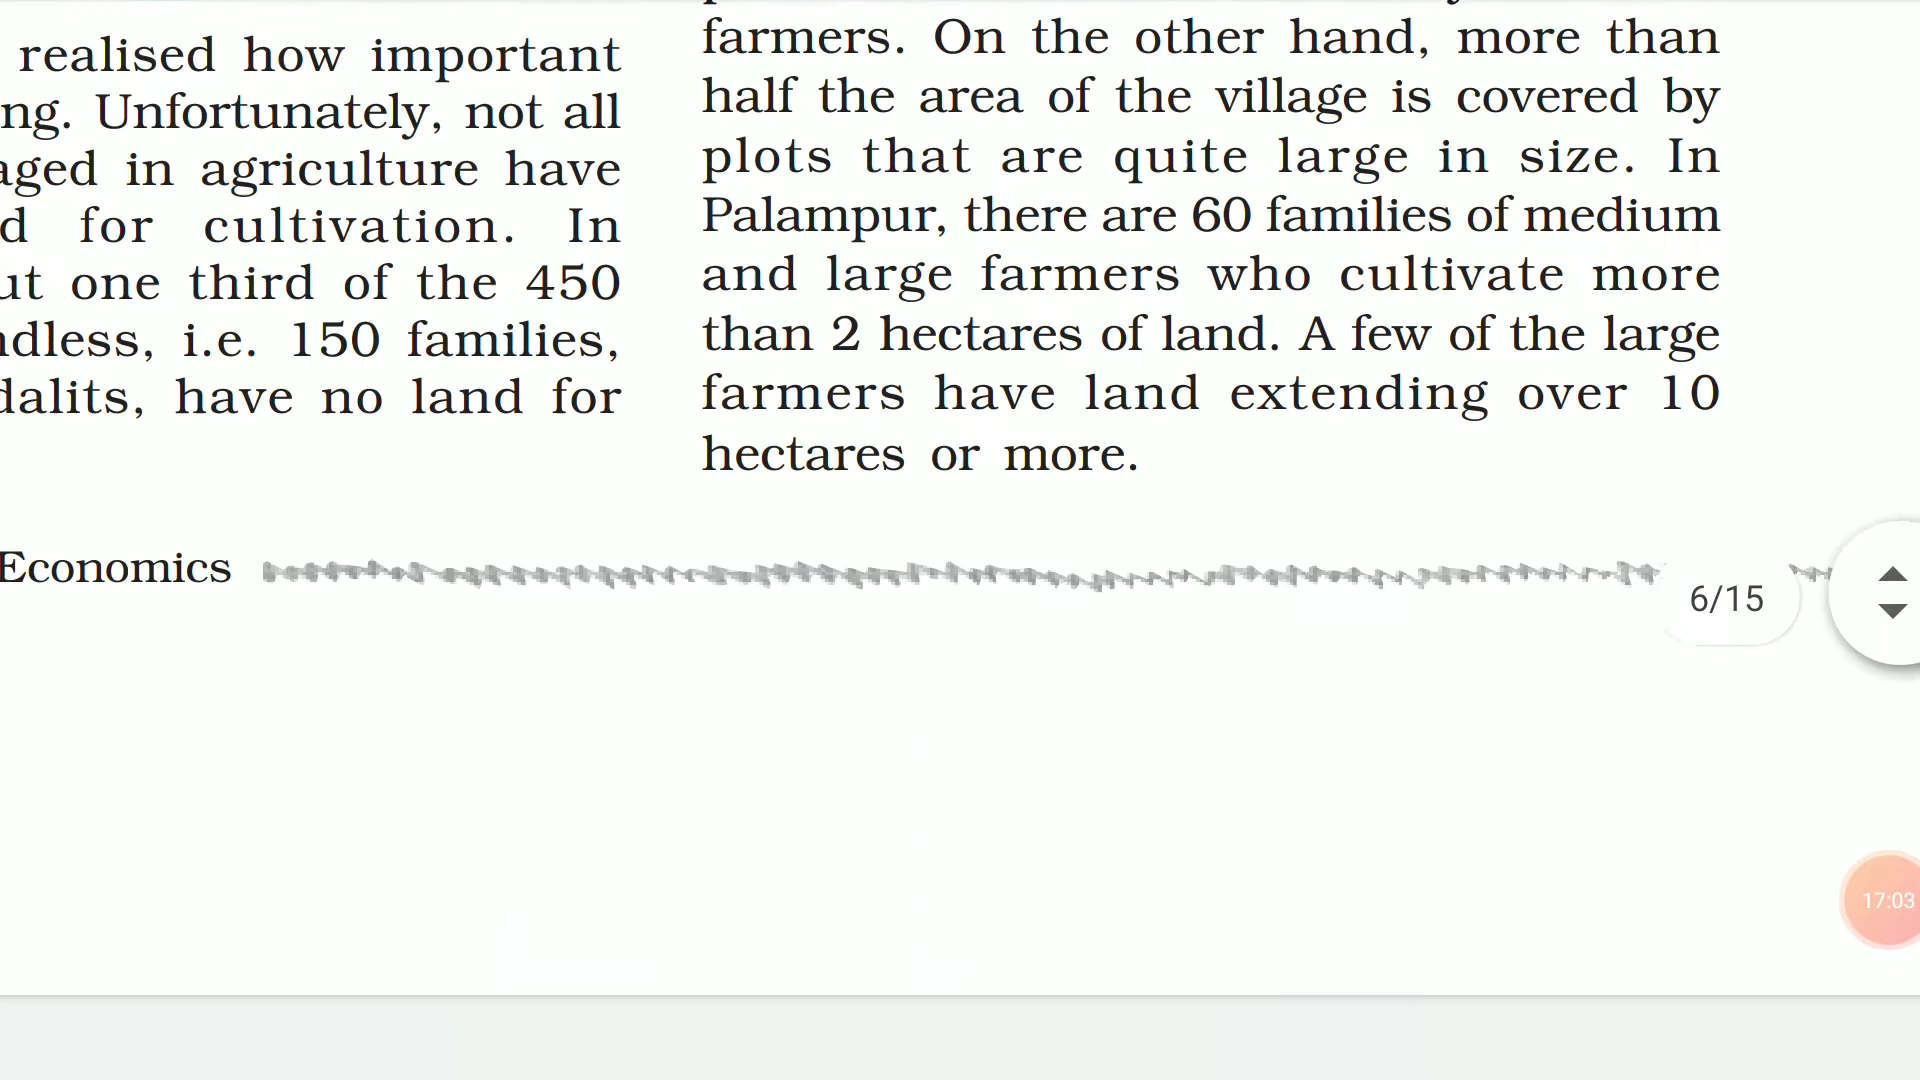 realised how important
ng. Unfortunately, not all
aged in agriculture have
d for cultivation. In
ut one third of the 450
ndless, i.e. 150 families,
dalits, have no land for
farmers. On the other hand, more than
half the area of the village is covered by
plots that are quite large in size. In
Palampur, there are 60 families of medium
and large farmers who cultivate more
than 2 hectares of land. A few of the large
farmers have land extending over 10
hectares or more.
Economics
6/15
17:03